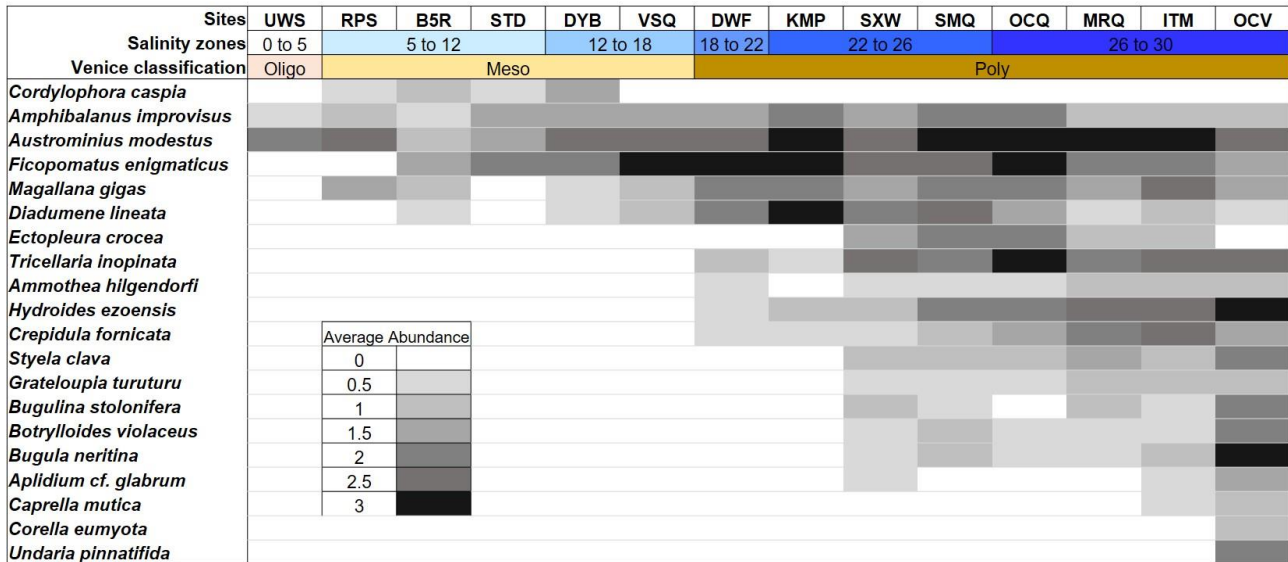 Sites UWS RPS B5R STD DYB VSQ DWF KMP SXW SMQ OCQ MRQ ITM OCV
Salinity zones 0 to 5 5 to 12 12 to 18 18 to 22 22 to 26 26 to 30
Venice classification Oligo Meso Poly
Cordylophora caspia
Amphibalanus improvisus
Austrominius modestus
Ficopomatus enigmaticus
Magallana gigas
Diadumene lineata
Ectopleura crocea
Tricellaria inopinata
Ammothea hilgendorfi
Hydroides ezoensis
Crepidula fornicata Average Abundance
Styela clava 0
Grateloupia turuturu 0.5
Bugulina stolonifera 1
Botrylloides violaceus 1.5
Bugula neritina 2
Aplidium cf. glabrum 2.5
Caprella mutica 3
Corella eumyota
Undaria pinnatifida